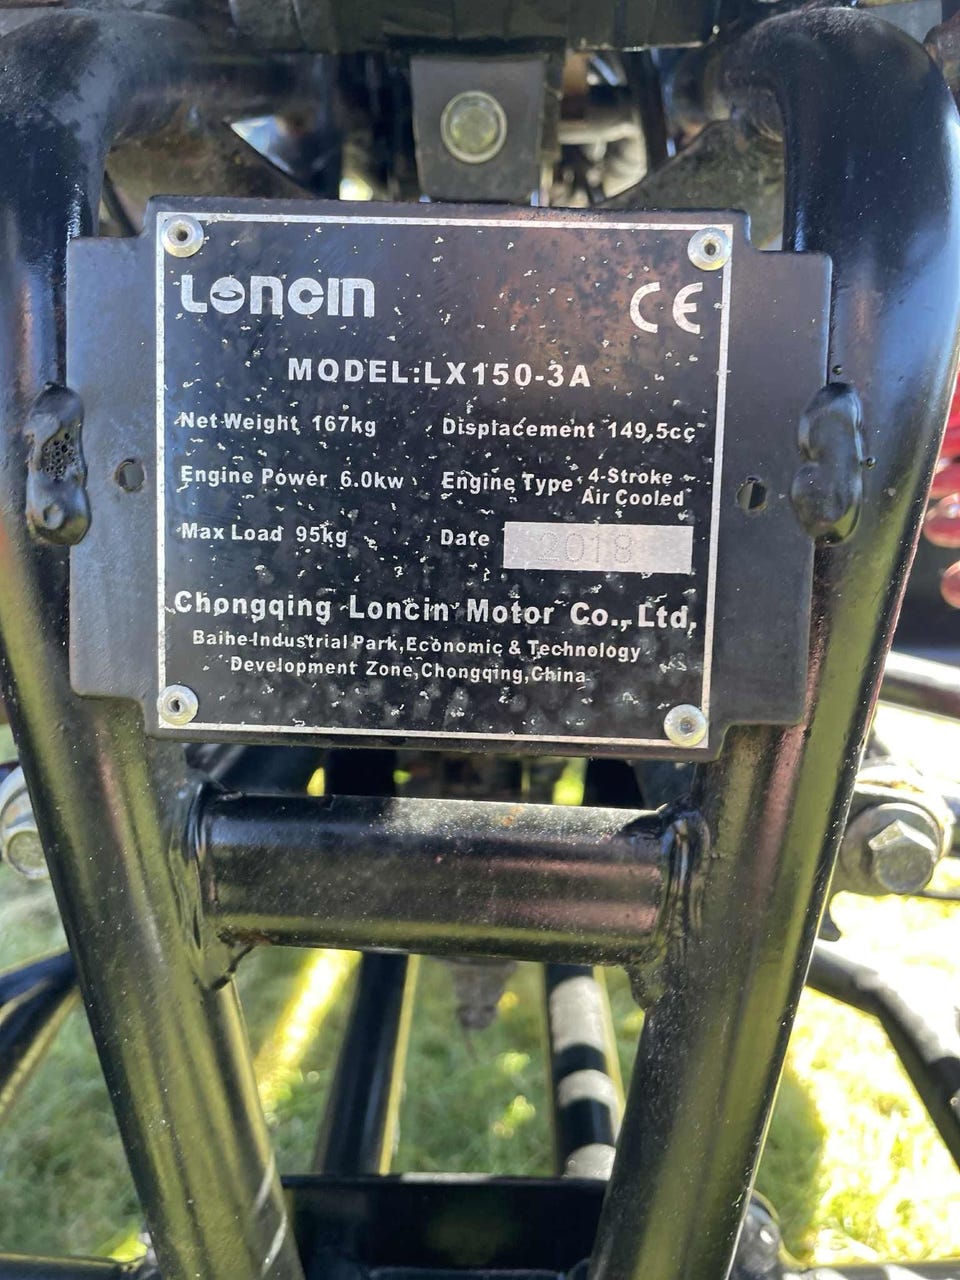 LONCIN
CE
MODEL:LX150-3A
Net Weight 167kg Displacement 149,5cc
Engine Power 6.0kw Engine Type 4-Stroke
Air Cooled
Max Load 95kg Date 2018
Chongqing Loncin Motor Co.,Ltd.
Baihe Industrial Park,Economic & Technology
Development Zone,Chongqing,China